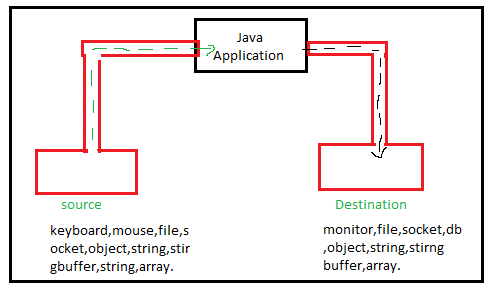 Java
Application
source
Destination
keyboard,mouse,file,s
ocket,object,string,stir
gbuffer,string,array.
monitor,file,socket,db
,object,string,stirng
buffer,array.